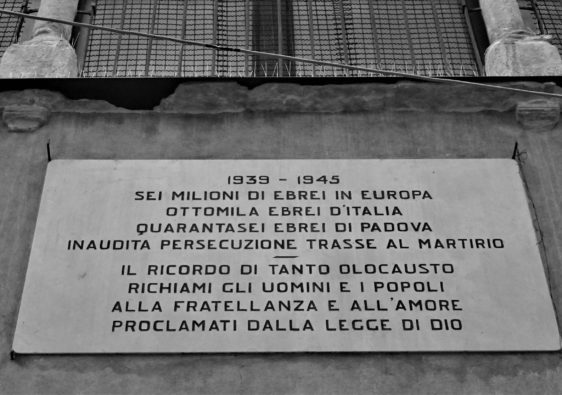 1939 - 1945
SEI MILIONI DI EBREI IN EUROPA
OTTOMILA EBREI D'ITALIA
QUARANTASEI EBREI DI PADOVA
INAUDITA PERSECUZIONE TRASSE AL MARTIRIO
IL RICORDO DI TANTO OLOCAUSTO
RICHIAMI GLI UOMINI E I POPOLI
ALLA FRATELLANZA E ALL'AMORE
PROCLAMATI DALLA LEGGE DI DIO